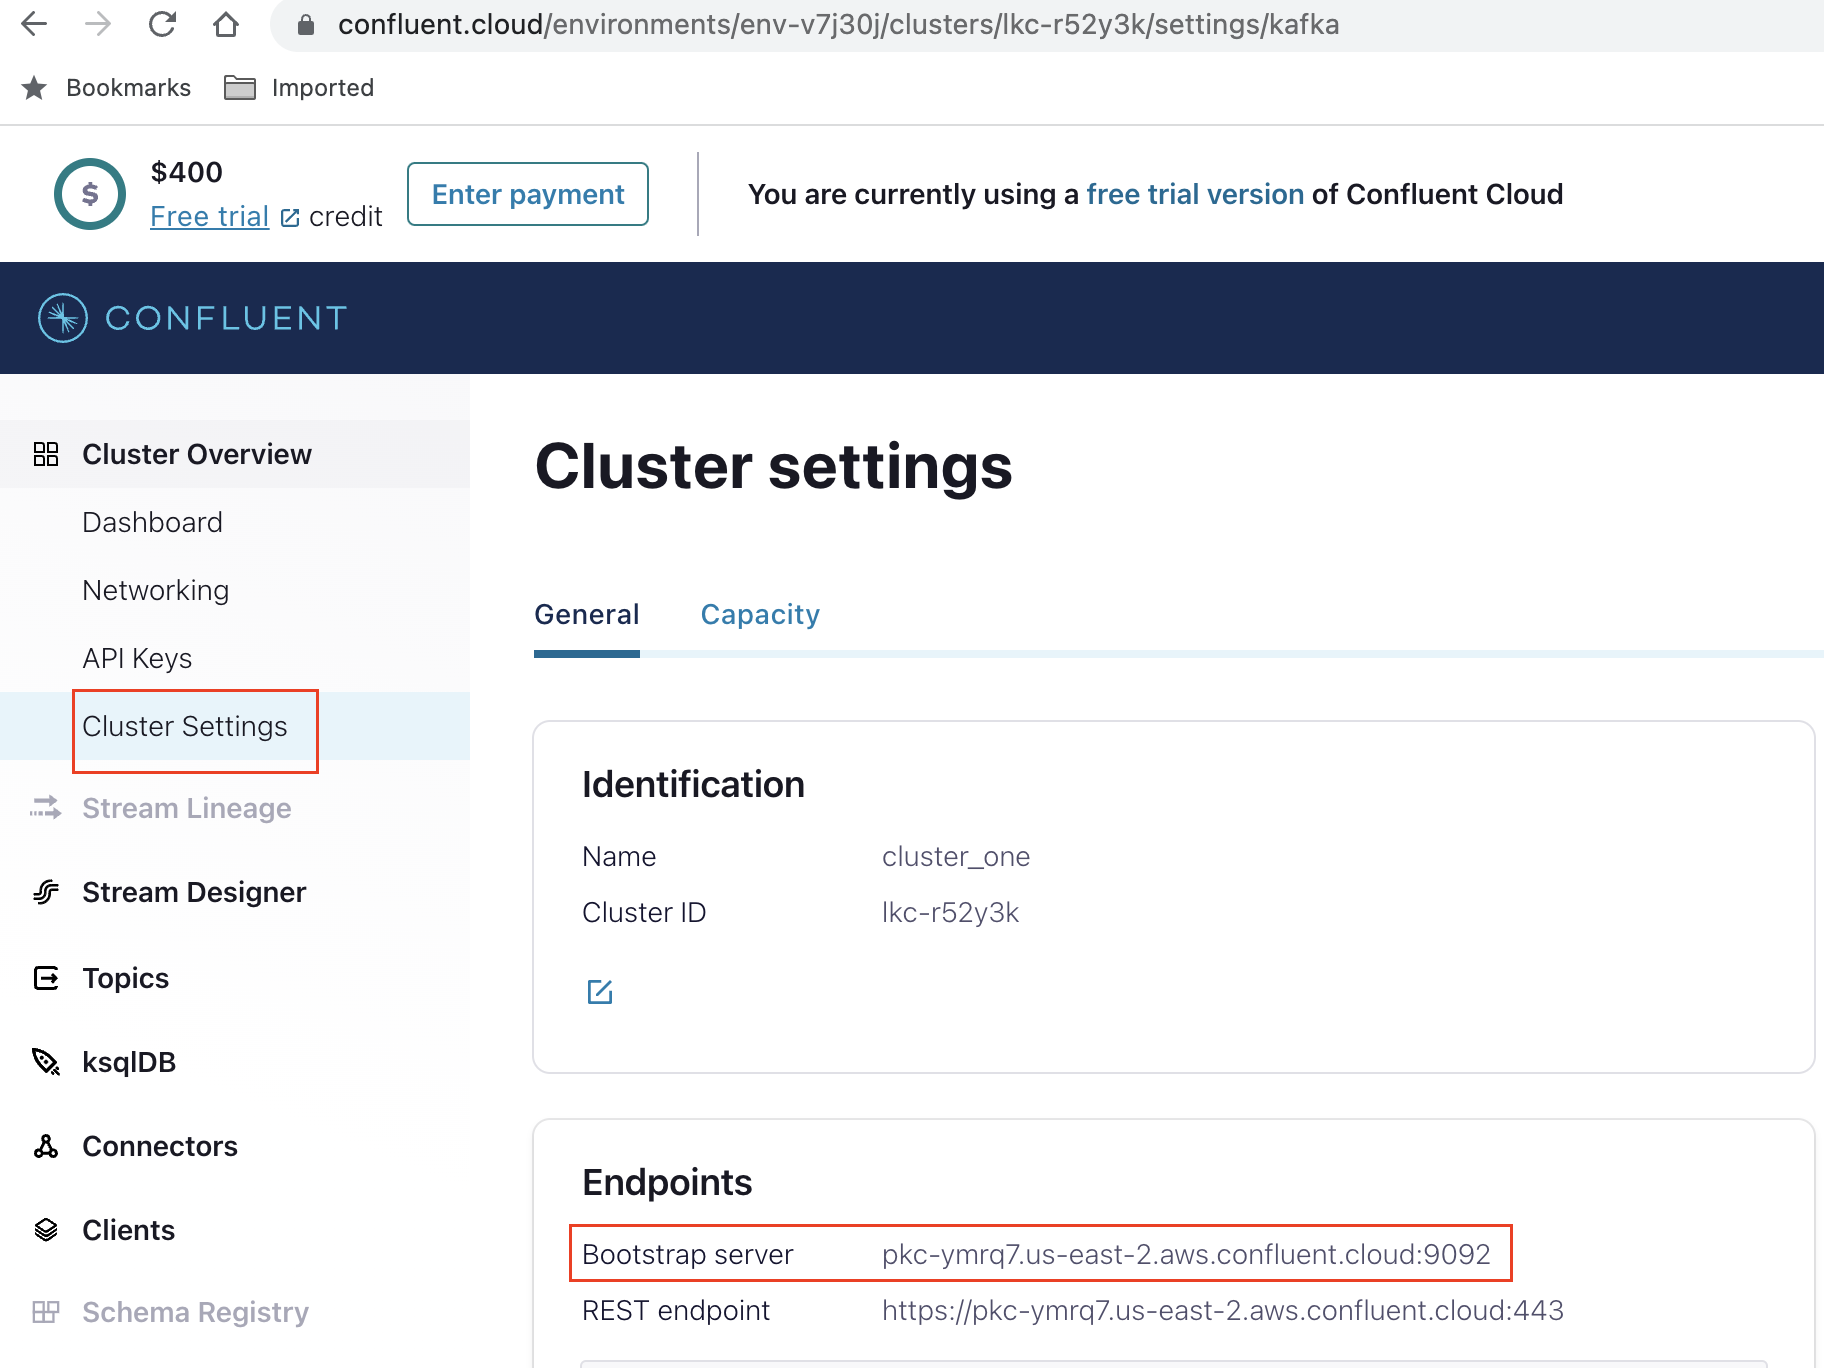 confluent.cloud/environments/env-v7j30j/clusters/lkc-r52y3k/settings/kafka
Bookmarks Imported
$
$400
Free trial credit
Enter payment
You are currently using a free trial version of Confluent Cloud
CONFLUENT
Cluster Overview
Dashboard
Networking
API Keys
Cluster Settings
Stream Lineage
Stream Designer
Topics
ksqlDB
Connectors
Clients
Schema Registry
Cluster settings
General Capacity
Identification
Name cluster_one
Cluster ID lkc-r52y3k
Endpoints
Bootstrap server pkc-ymrq7.us-east-2.aws.confluent.cloud:9092
REST endpoint https://pkc-ymrq7.us-east-2.aws.confluent.cloud:443